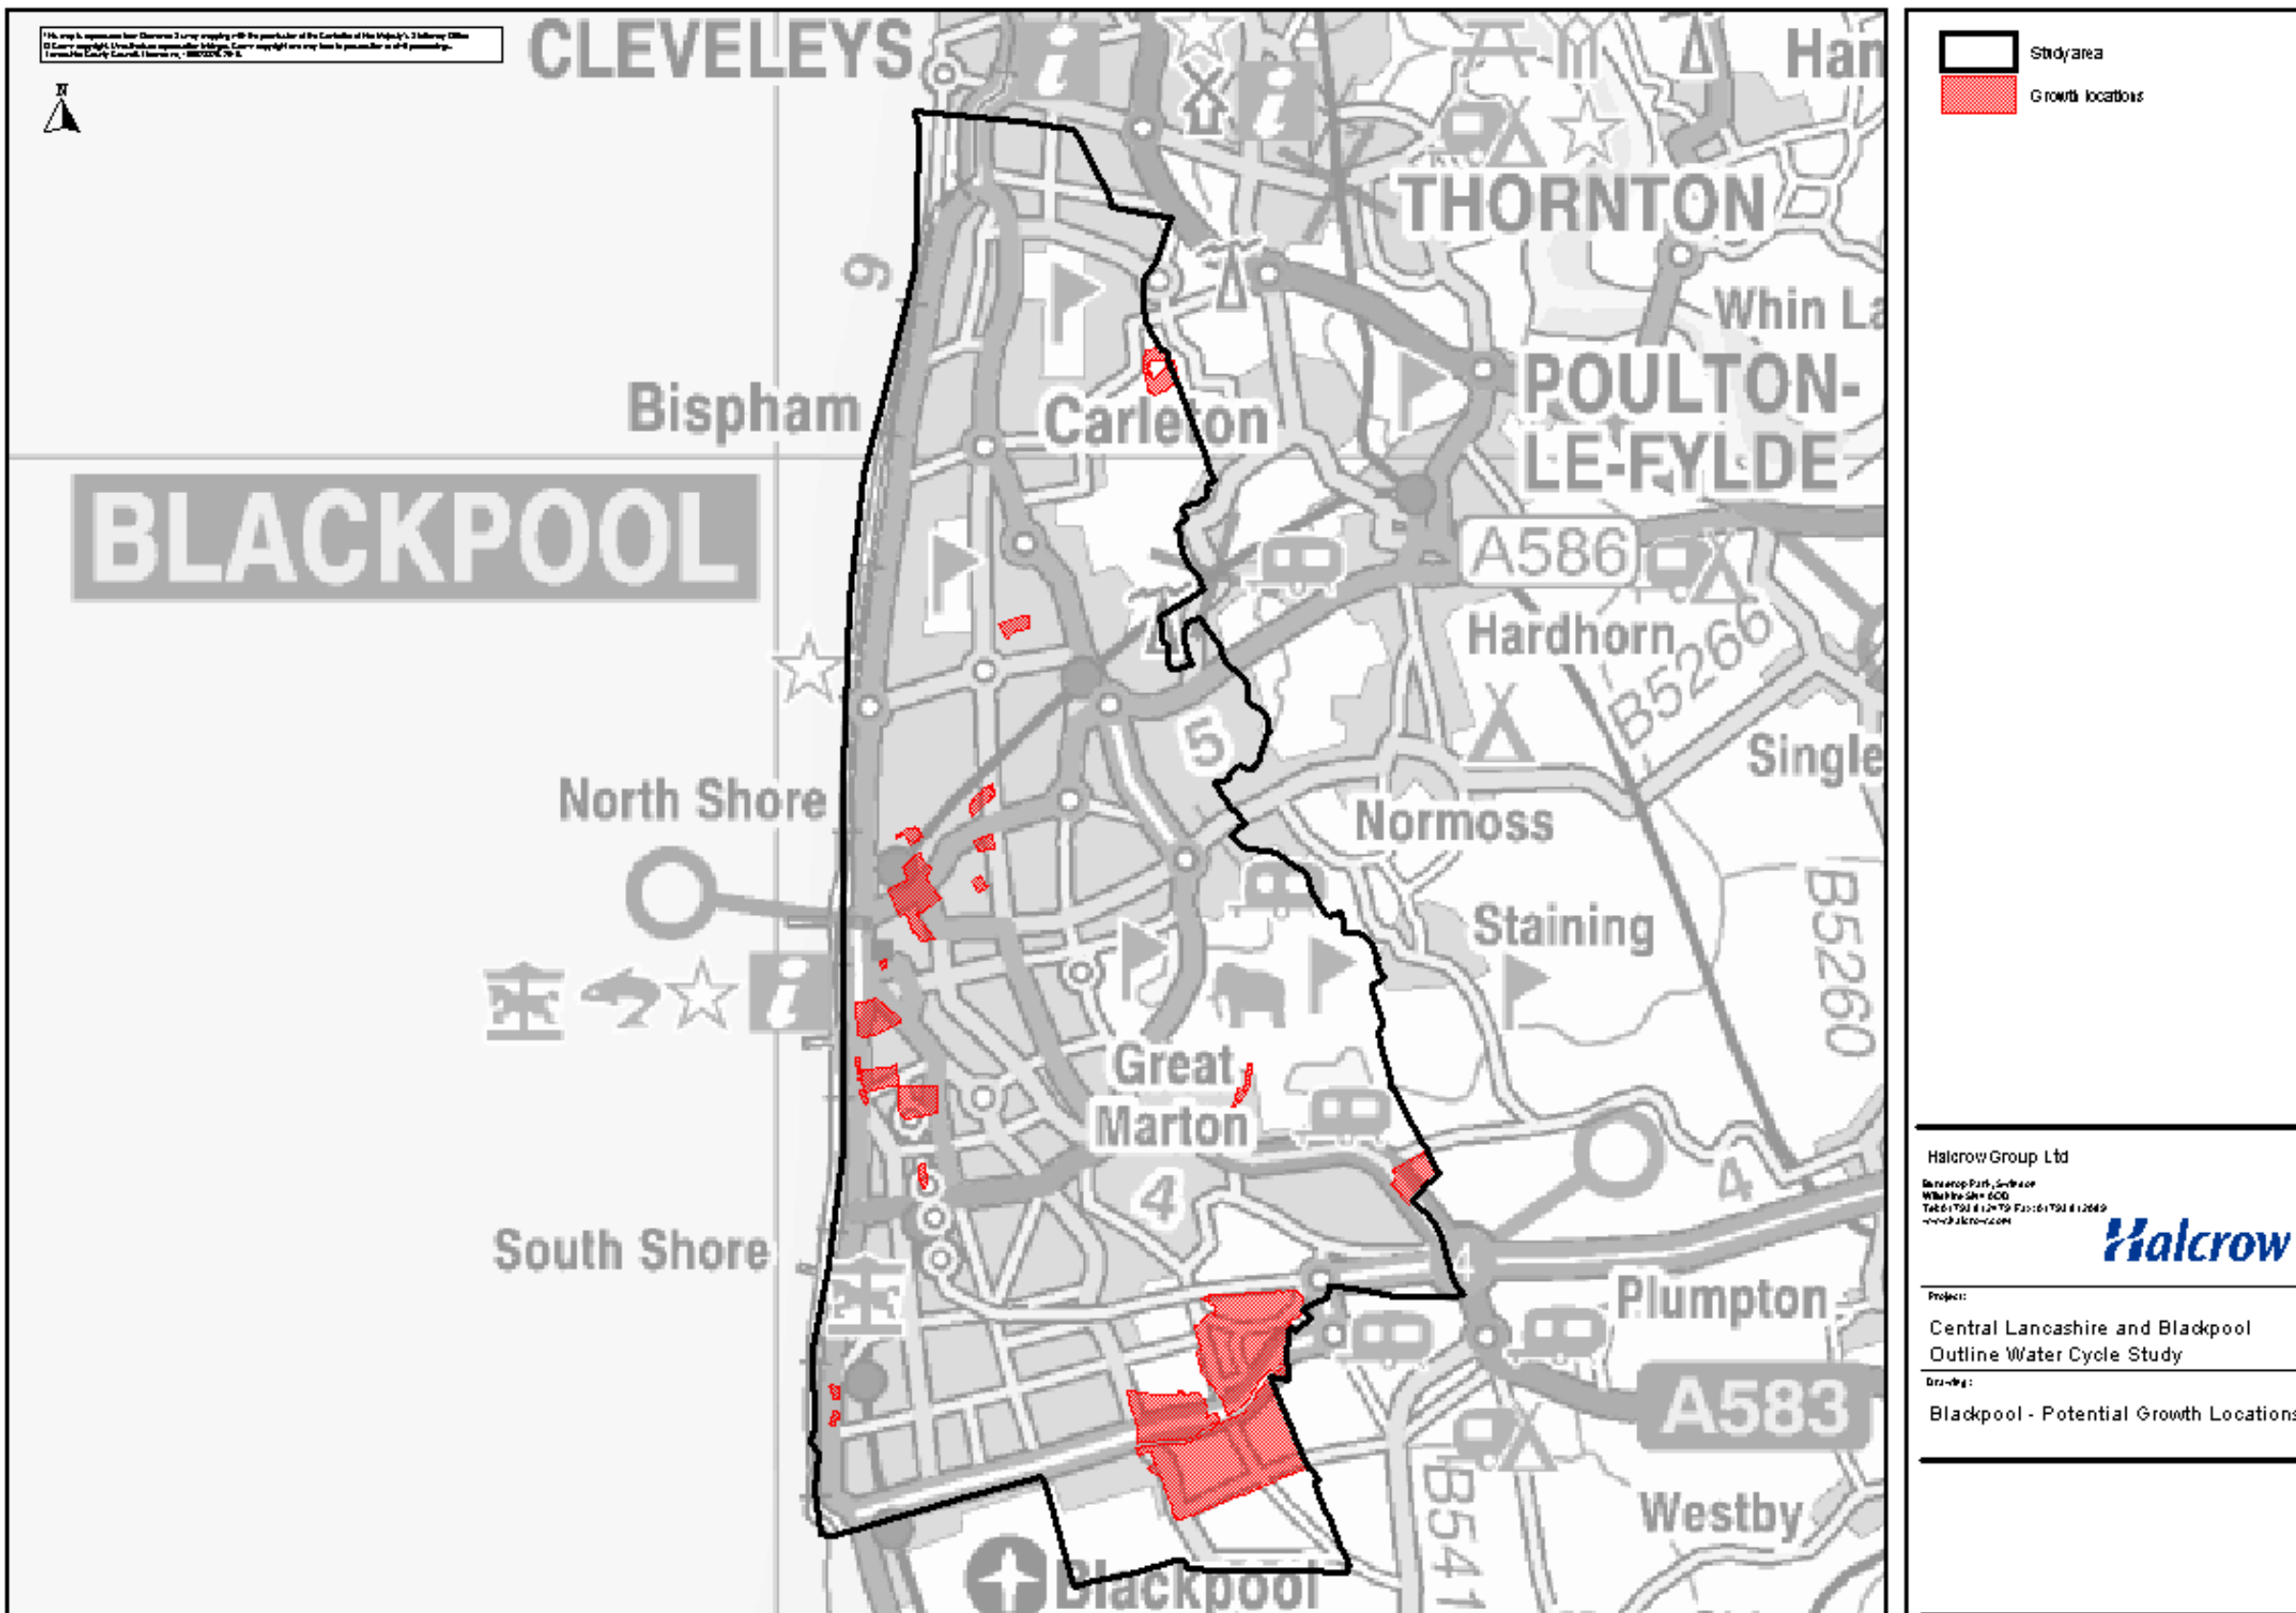 CLEVELEYS
Han
N
THORNTON
9
Whin La
Bispham
Carleton
POULTON-
LE-FYLDE
BLACKPOOL
A586
Hardhorn
B5266
5
Single
North Shore
Normoss
Staining
B5260
Great
Marton
4
4
South Shore
4
Plumpton
A583
B541
Westby
Blackpool
Study area
Growth locations
Halcrow Group Ltd
Halcrow
Project:
Central Lancashire and Blackpool
Outline Water Cycle Study
Drawing:
Blackpool - Potential Growth Locations